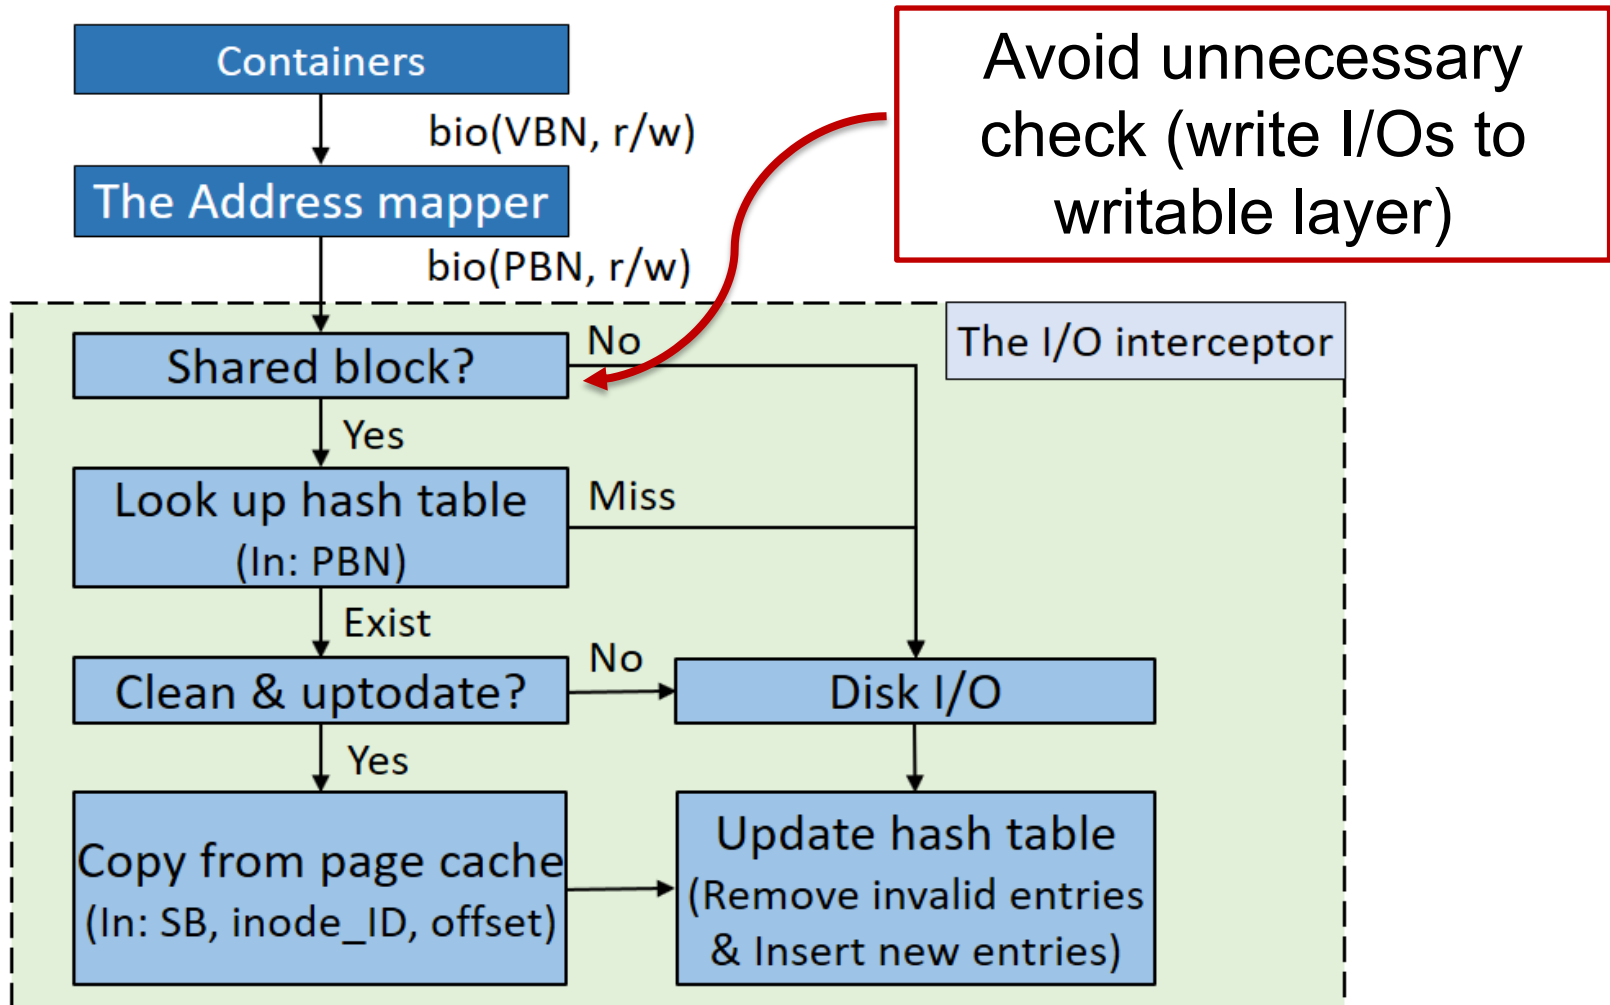 Containers
bio(VBN, r/w)
The Address mapper
bio(PBN, r/w)
Avoid unnecessary
check (write I/Os to
writable layer)
The I/O interceptor
Shared block?
No
Yes
Look up hash table
(In: PBN)
Miss
Exist
Clean & uptodate?
No
Disk I/O
Yes
Copy from page cache
(In: SB, inode_ID, offset)
Update hash table
(Remove invalid entries
& Insert new entries)